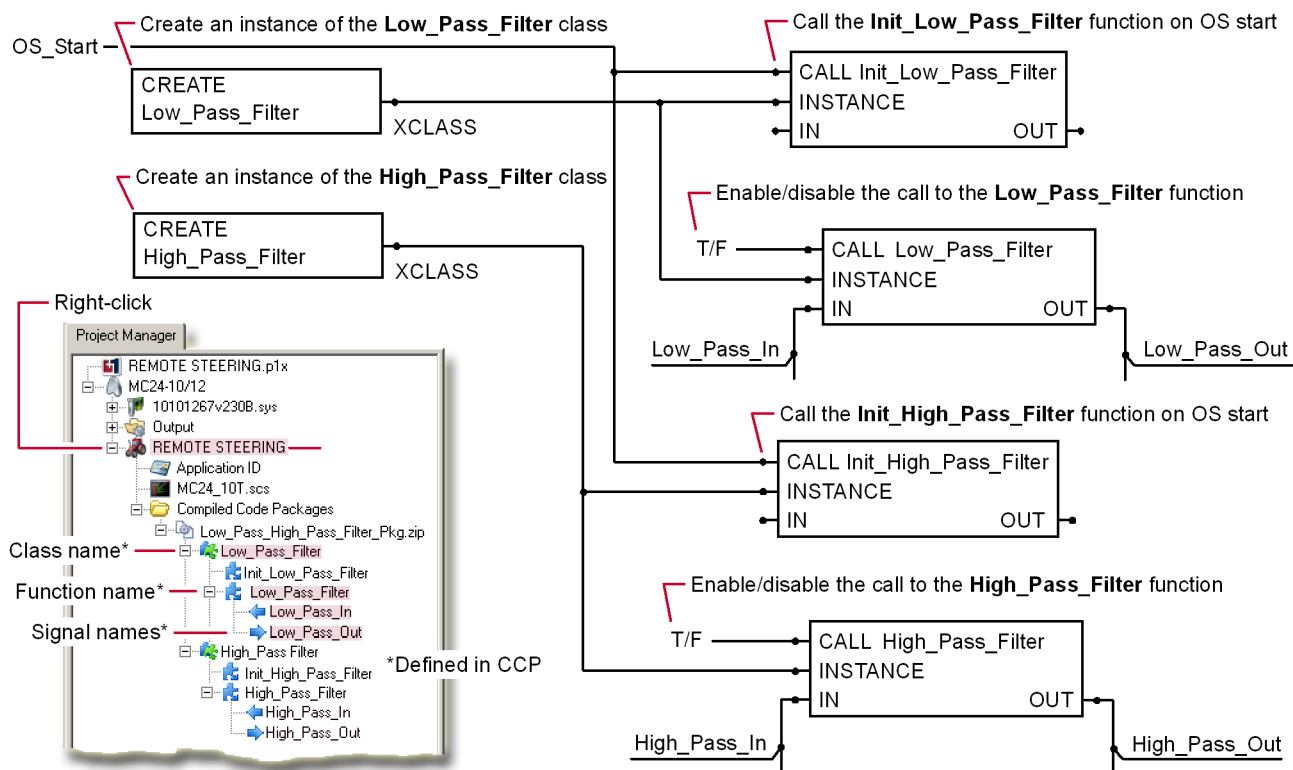 Create an instance of the Low_Pass_Filter class
OS_Start
CREATE
Low_Pass_Filter
XCLASS
Call the Init_Low_Pass_Filter function on OS start
CALL Init_Low_Pass_Filter
INSTANCE
IN OUT
Create an instance of the High_Pass_Filter class
CREATE
High_Pass_Filter
XCLASS
Enable/disable the call to the Low_Pass_Filter function
T/F
CALL Low_Pass_Filter
INSTANCE
IN OUT
Low_Pass_In
Low_Pass_Out
Right-click
Project Manager
REMOTE STEERING.p1x
MC24-10/12
10101267v230B.sys
Output
REMOTE STEERING
Application ID
MC24_10T.scs
Compiled Code Packages
Low_Pass_High_Pass_Filter_Pkg.zip
Class name*
Low_Pass_Filter
Init_Low_Pass_Filter
Function name*
Low_Pass_Filter
Low_Pass_In
Signal names*
Low_Pass_Out
High_Pass Filter
*Defined in CCP
Init_High_Pass_Filter
High_Pass_Filter
High_Pass_In
High_Pass_Out
Call the Init_High_Pass_Filter function on OS start
CALL Init_High_Pass_Filter
INSTANCE
IN OUT
Enable/disable the call to the High_Pass_Filter function
T/F
CALL High_Pass_Filter
INSTANCE
IN OUT
High_Pass_In
High_Pass_Out